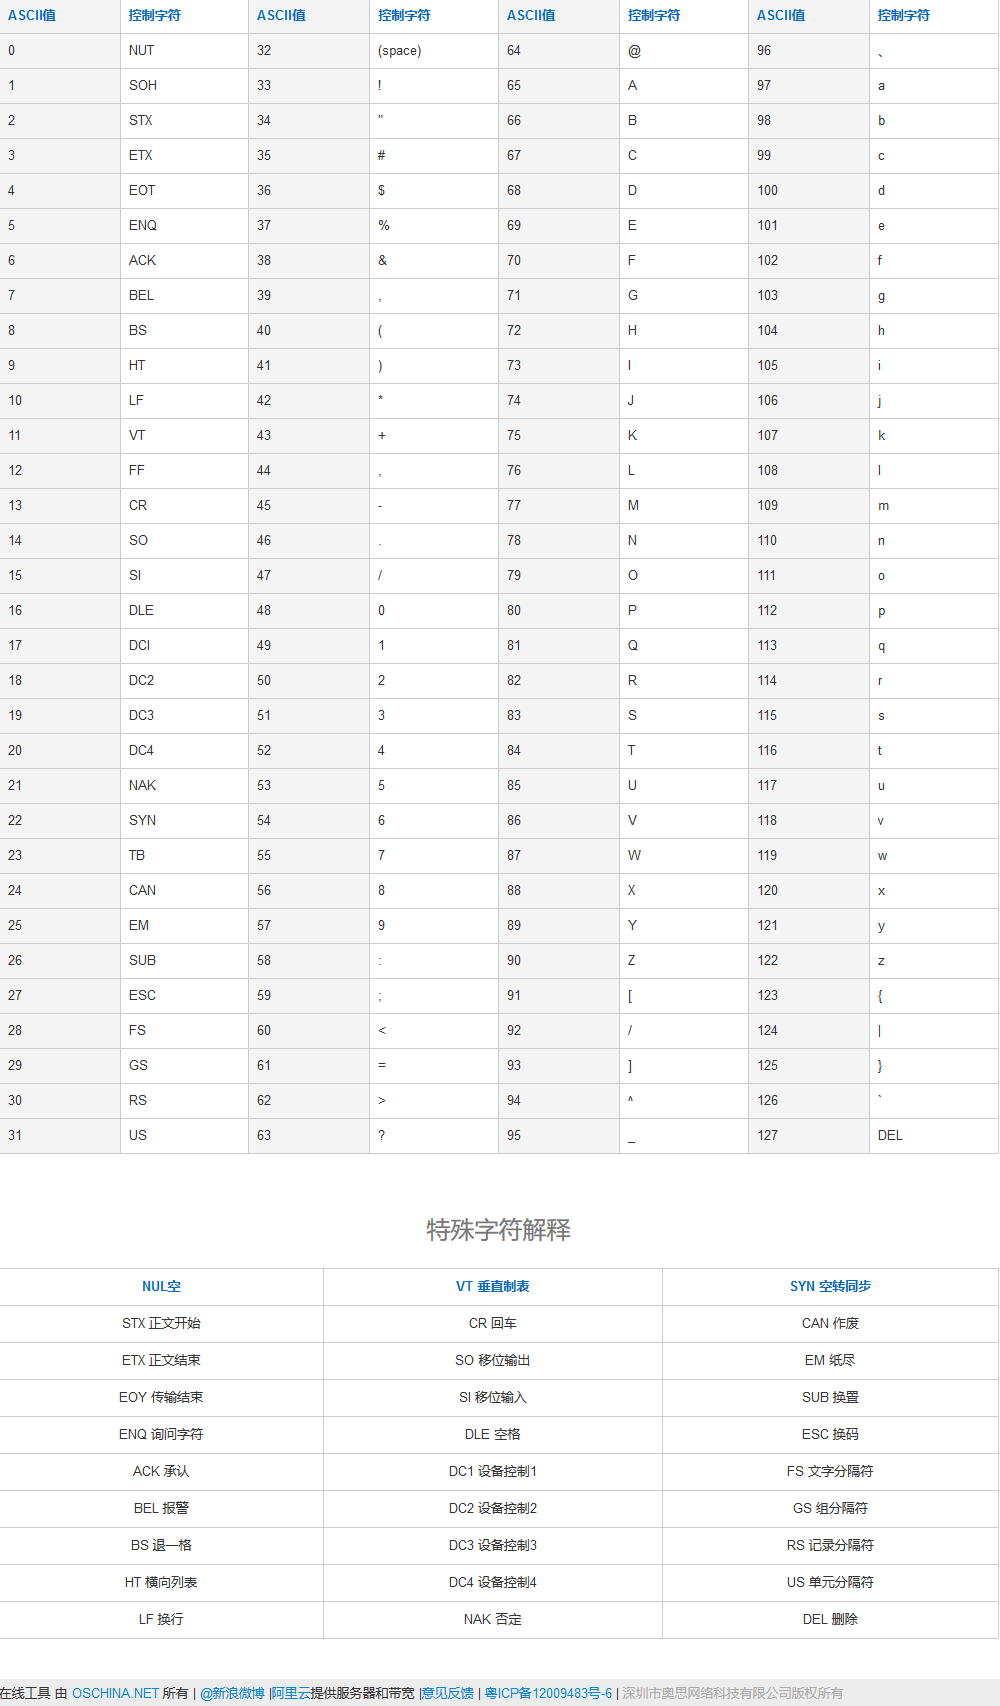 ASCII值 控制字符 ASCII值 控制字符 ASCII值 控制字符 ASCII值 控制字符
0 NUT 32 (space) 64 @ 96 、
1 SOH 33 ! 65 A 97 a
2 STX 34 " 66 B 98 b
3 ETX 35 # 67 C 99 c
4 EOT 36 $ 68 D 100 d
5 ENQ 37 % 69 E 101 e
6 ACK 38 & 70 F 102 f
7 BEL 39 , 71 G 103 g
8 BS 40 ( 72 H 104 h
9 HT 41 ) 73 I 105 i
10 LF 42 * 74 J 106 j
11 VT 43 + 75 K 107 k
12 FF 44 , 76 L 108 l
13 CR 45 - 77 M 109 m
14 SO 46 . 78 N 110 n
15 SI 47 / 79 O 111 o
16 DLE 48 0 80 P 112 p
17 DCI 49 1 81 Q 113 q
18 DC2 50 2 82 R 114 r
19 DC3 51 3 83 S 115 s
20 DC4 52 4 84 T 116 t
21 NAK 53 5 85 U 117 u
22 SYN 54 6 86 V 118 v
23 TB 55 7 87 W 119 w
24 CAN 56 8 88 X 120 x
25 EM 57 9 89 Y 121 y
26 SUB 58 : 90 Z 122 z
27 ESC 59 ; 91 [ 123 {
28 FS 60 < 92 / 124 |
29 GS 61 = 93 ] 125 }
30 RS 62 > 94 ^ 126 `
31 US 63 ? 95 _ 127 DEL
特殊字符解释
NUL空 VT 垂直制表 SYN 空转同步
STX 正文开始 CR 回车 CAN 作废
ETX 正文结束 SO 移位输出 EM 纸尽
EOY 传输结束 SI 移位输入 SUB 换置
ENQ 询问字符 DLE 空格 ESC 换码
ACK 承认 DC1 设备控制1 FS 文字分隔符
BEL 报警 DC2 设备控制2 GS 组分隔符
BS 退一格 DC3 设备控制3 RS 记录分隔符
HT 横向列表 DC4 设备控制4 US 单元分隔符
LF 换行 NAK 否定 DEL 删除
在线工具 由 OSCHINA.NET 所有 | @新浪微博 |阿里云提供服务器和带宽 |意见反馈 | 粤ICP备12009483号-6 | 深圳市奥思网络科技有限公司版权所有